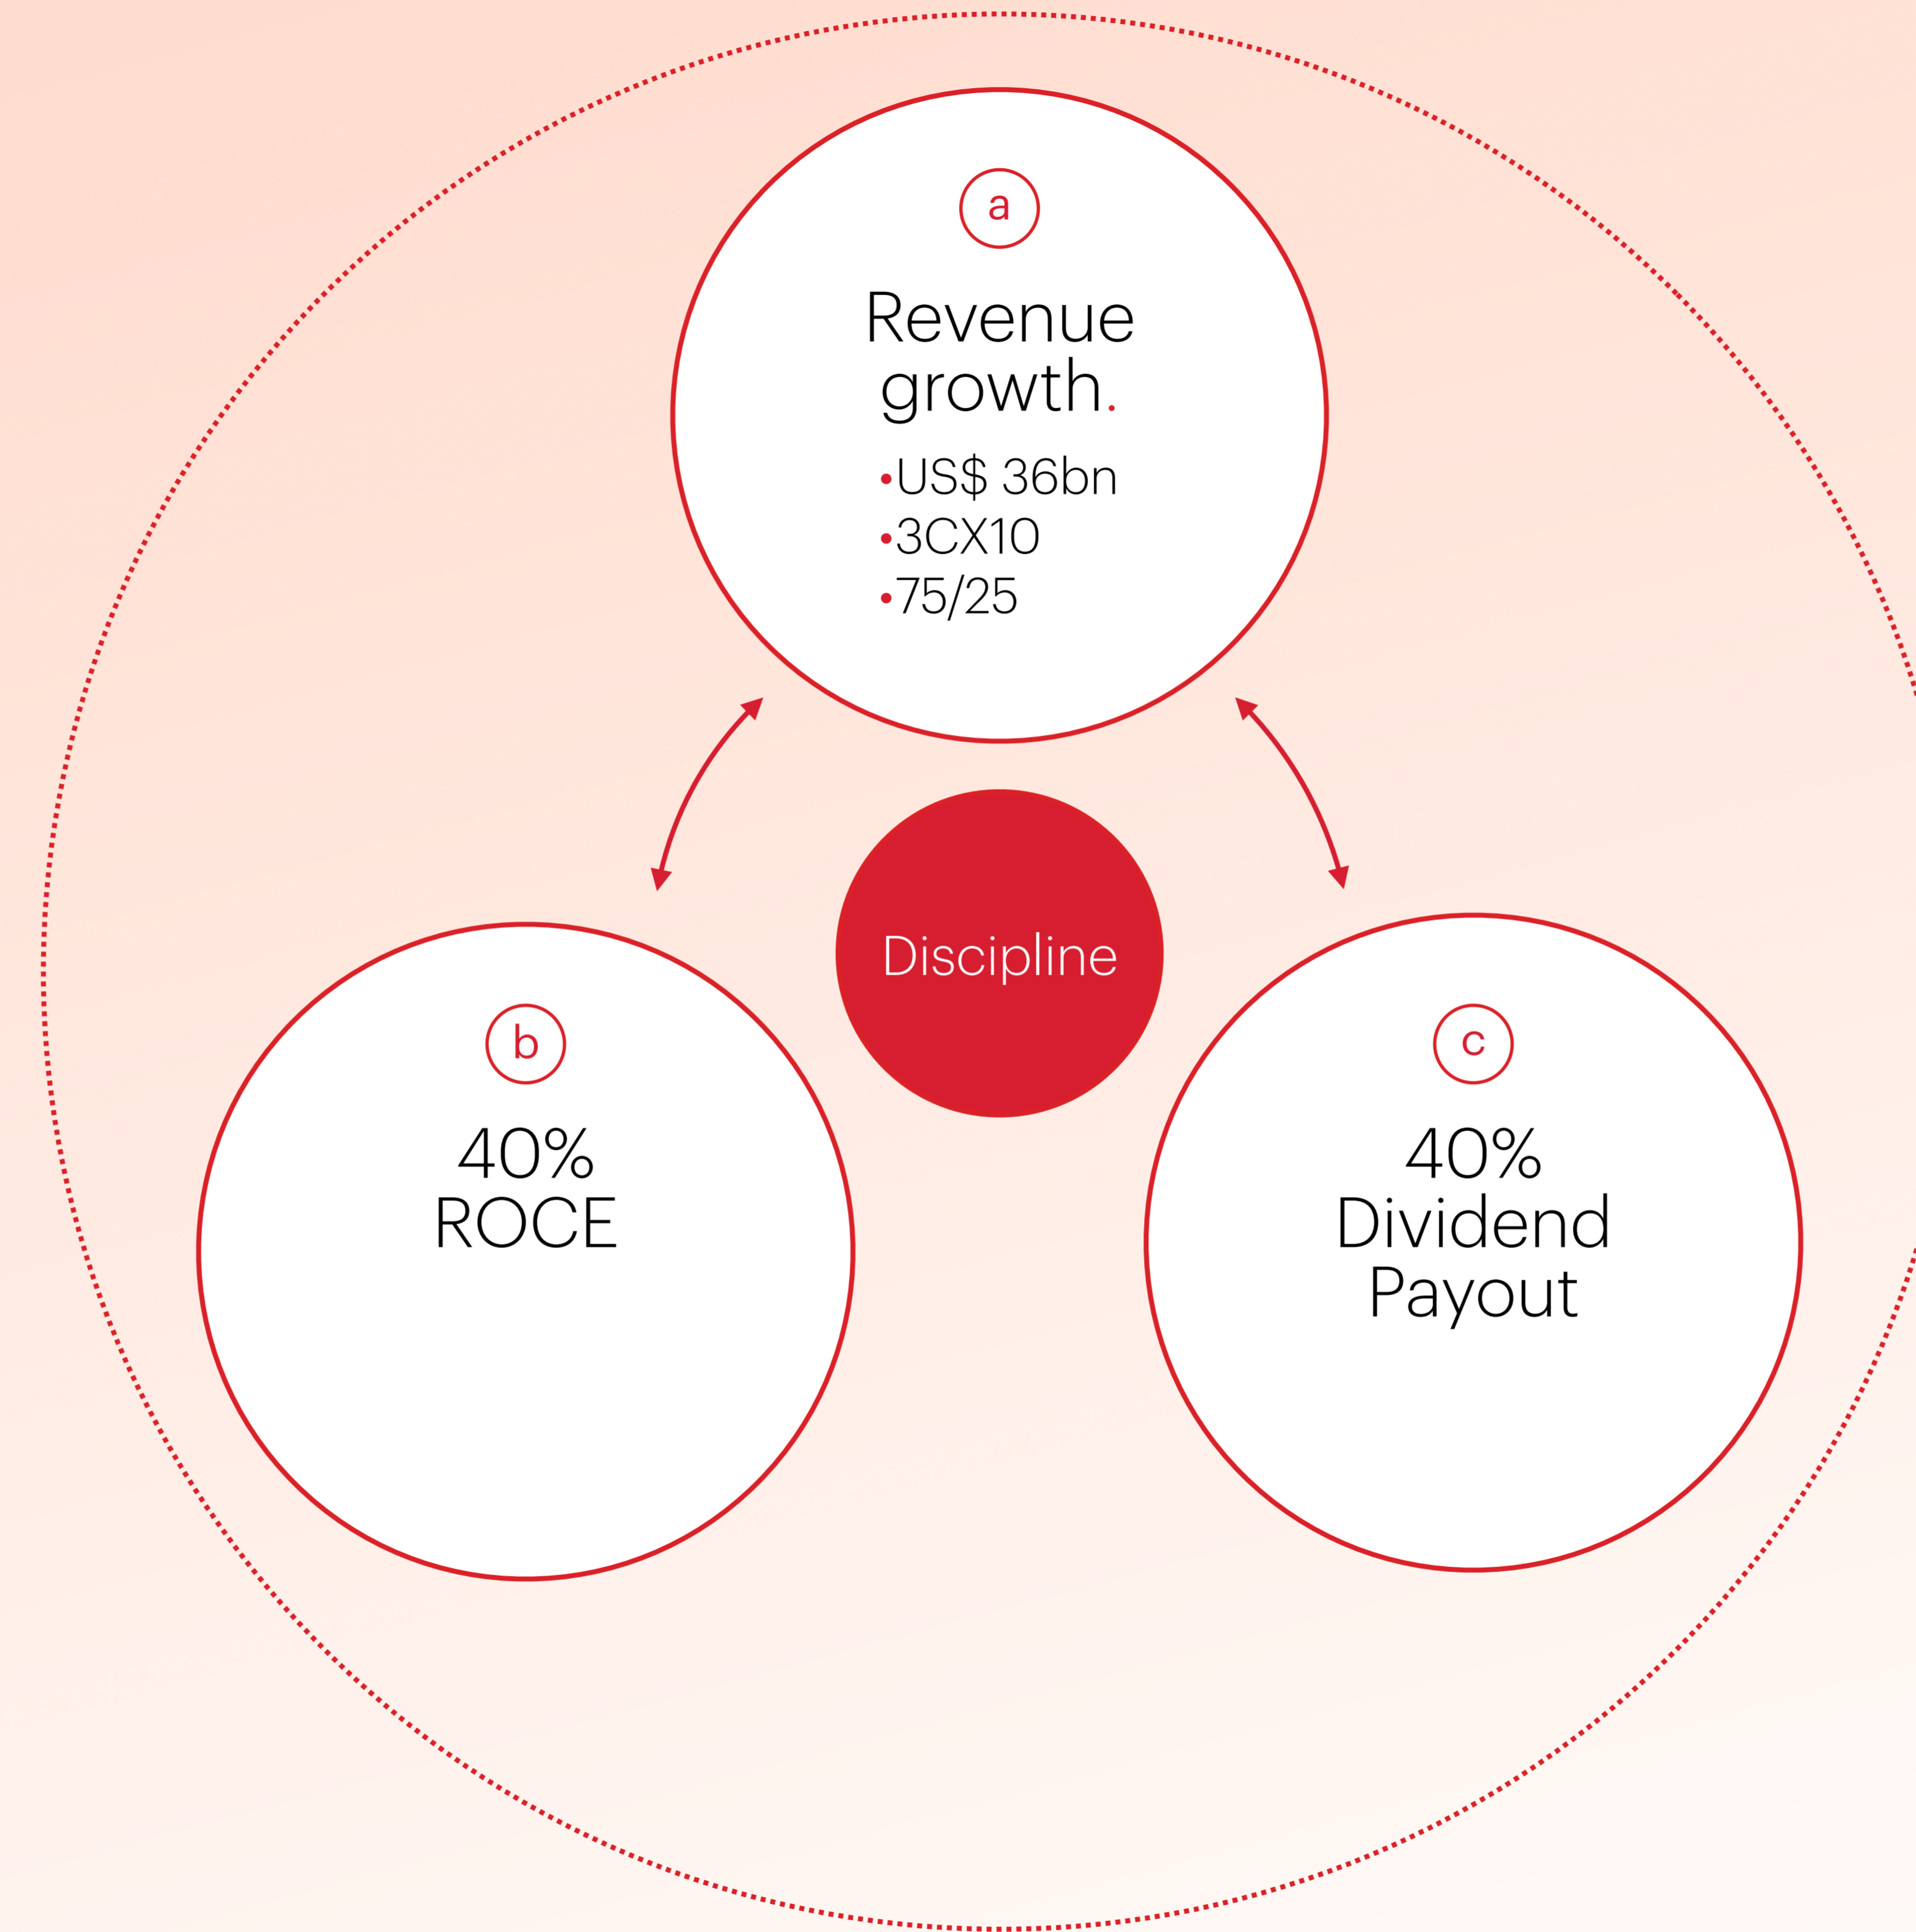 a
Revenue
growth.
•US$ 36bn
•3CX10
•75/25
Discipline
b
40%
ROCE
c
40%
Dividend
Payout